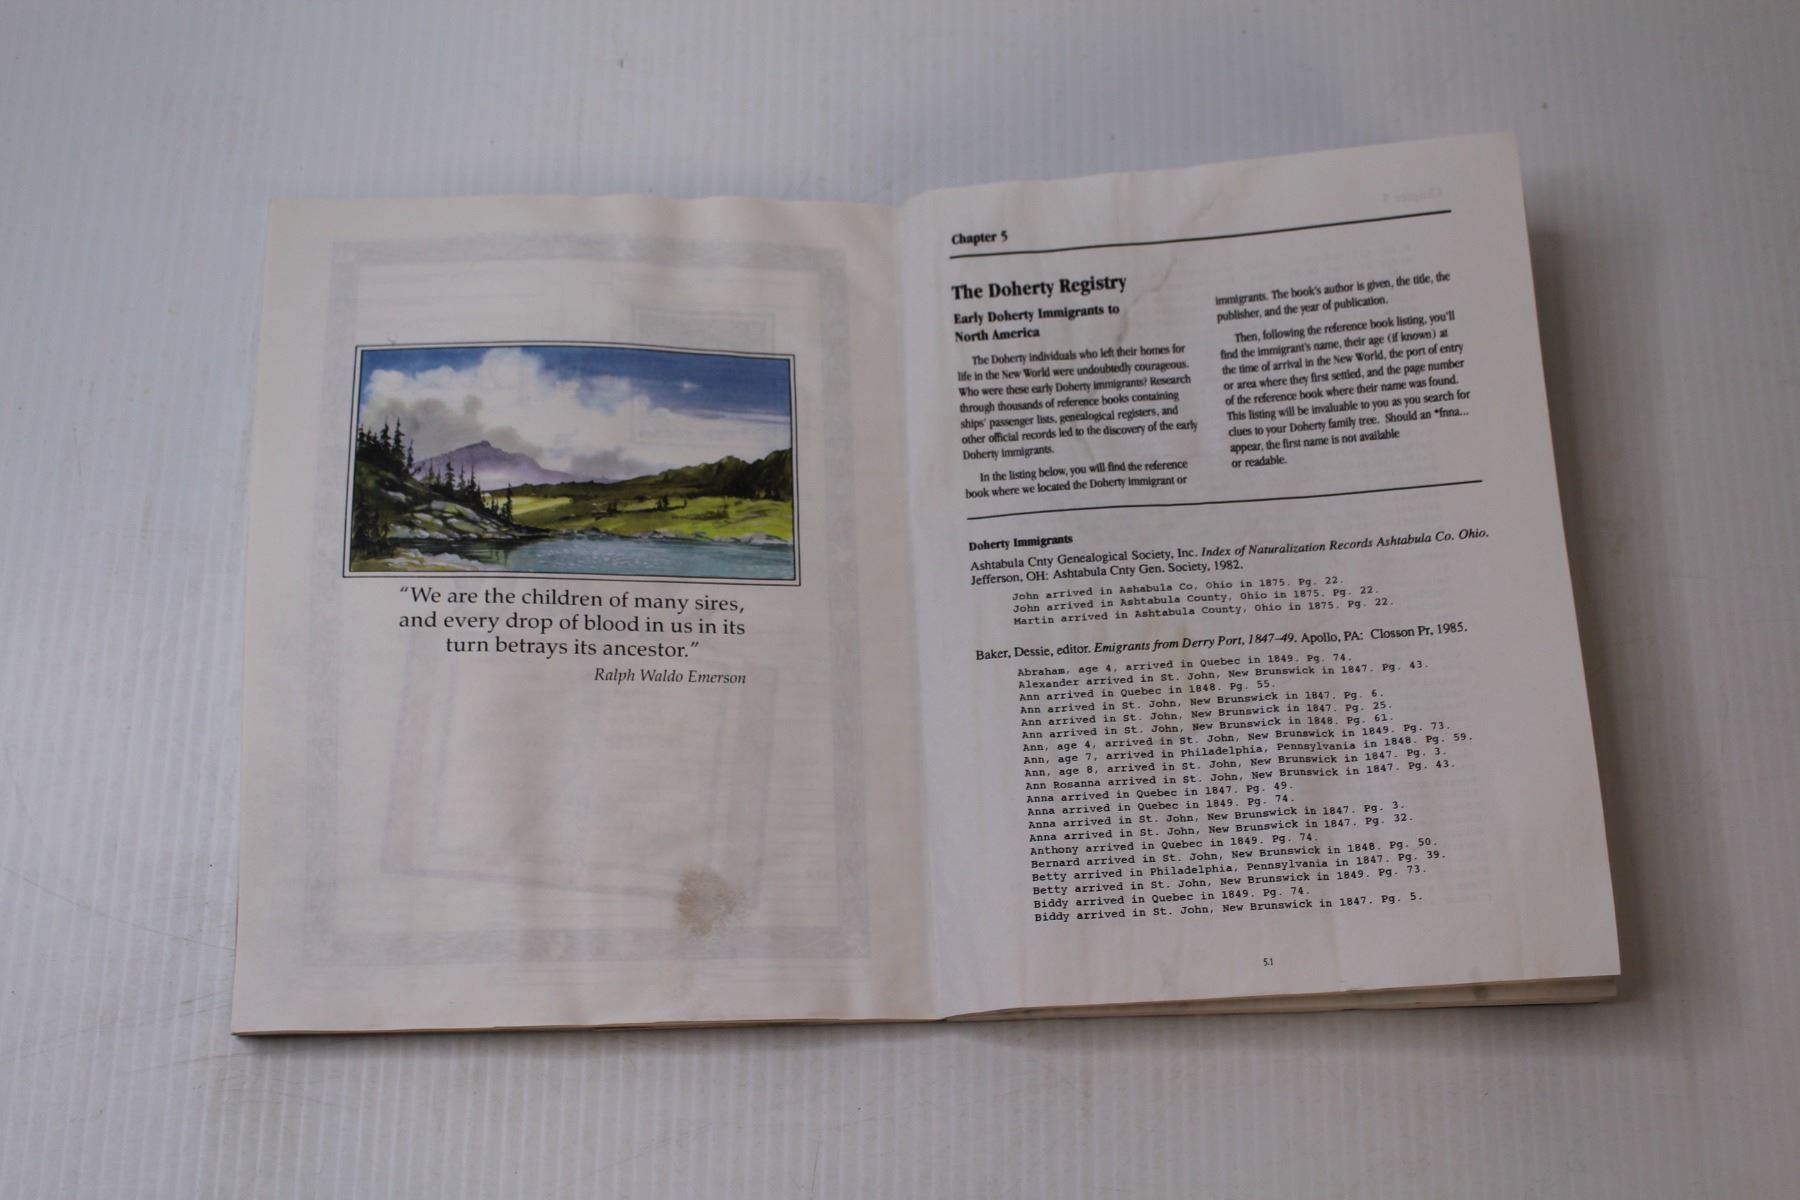 “We are the children of many sires,
and every drop of blood in us in its
turn betrays its ancestor.”
Ralph Waldo Emerson
Chapter 5
The Doherty Registry
Early Doherty Immigrants to
North America
The Doherty individuals who left their homes for
life in the New World were undoubtedly courageous.
Who were these early Doherty immigrants? Research
through thousands of reference books containing
ships' passenger lists, genealogical registers, and
other official records led to the discovery of the early
Doherty immigrants.
In the listing below, you will find the reference
book where we located the Doherty immigrant or
immigrants. The book's author is given, the title, the
publisher, and the year of publication.
Then, following the reference book listing, you'll
find the immigrant's name, their age (if known) at
the time of arrival in the New World, the port of entry
or area where they first settled, and the page number
of the reference book where their name was found.
This listing will be invaluable to you as you search for
clues to your Doherty family tree. Should an *fnna...
appear, the first name is not available
or readable.
Doherty Immigrants
Ashtabula Cnty Genealogical Society, Inc. Index of Naturalization Records Ashtabula Co. Ohio.
Jefferson, OH: Ashtabula Cnty Gen. Society, 1982.
John arrived in Ashabula Co, Ohio in 1875. Pg. 22.
John arrived in Ashtabula County, Ohio in 1875. Pg. 22.
Martin arrived in Ashtabula County, Ohio in 1875. Pg. 22.
Baker, Dessie, editor. Emigrants from Derry Port, 1847–49. Apollo, PA: Closson Pr, 1985.
Abraham, age 4, arrived in Quebec in 1849. Pg. 74.
Alexander arrived in St. John, New Brunswick in 1847. Pg. 43.
Ann arrived in Quebec in 1848. Pg. 55.
Ann arrived in St. John, New Brunswick in 1847. Pg. 6.
Ann arrived in St. John, New Brunswick in 1847. Pg. 25.
Ann arrived in St. John, New Brunswick in 1848. Pg. 61.
Ann, age 4, arrived in St. John, New Brunswick in 1849. Pg. 73.
Ann, age 7, arrived in Philadelphia, Pennsylvania in 1848. Pg. 59.
Ann, age 8, arrived in St. John, New Brunswick in 1847. Pg. 3.
Ann Rosanna arrived in St. John, New Brunswick in 1847. Pg. 43.
Anna arrived in Quebec in 1847. Pg. 49.
Anna arrived in Quebec in 1849. Pg. 74.
Anna arrived in St. John, New Brunswick in 1847. Pg. 3.
Anna arrived in St. John, New Brunswick in 1847. Pg. 32.
Anthony arrived in Quebec in 1849. Pg. 74.
Bernard arrived in St. John, New Brunswick in 1848. Pg. 50.
Betty arrived in Philadelphia, Pennsylvania in 1847. Pg. 39.
Betty arrived in St. John, New Brunswick in 1849. Pg. 73.
Biddy arrived in Quebec in 1849. Pg. 74.
Biddy arrived in St. John, New Brunswick in 1847. Pg. 5.
5.1